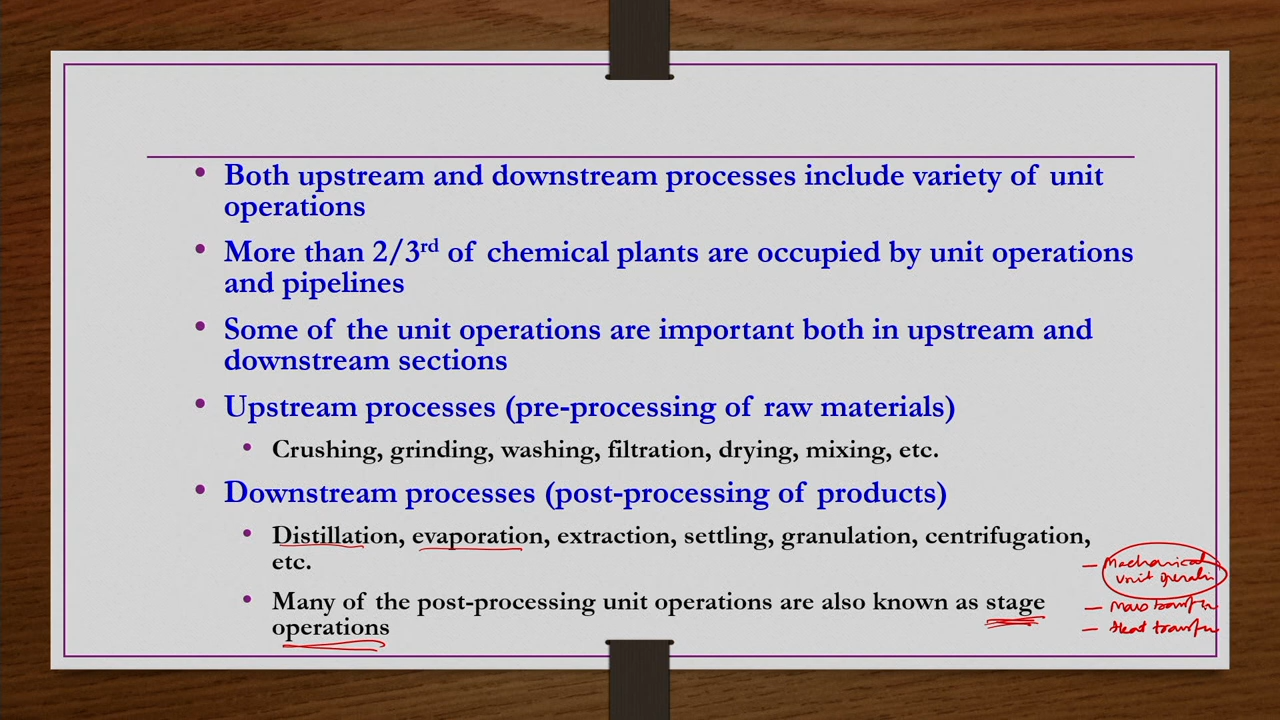 Both upstream and downstream processes include variety of unit
operations
More than 2/3rd of chemical plants are occupied by unit operations
and pipelines
Some of the unit operations are important both in upstream and
downstream sections
Upstream processes (pre-processing of raw materials)
Crushing, grinding, washing, filtration, drying, mixing, etc.
Downstream processes (post-processing of products)
Distillation, evaporation, extraction, settling, granulation, centrifugation,
etc.
Many of the post-processing unit operations are also known as stage
operations
– Mechanical
unit
– Mass transfer
– Heat transfer